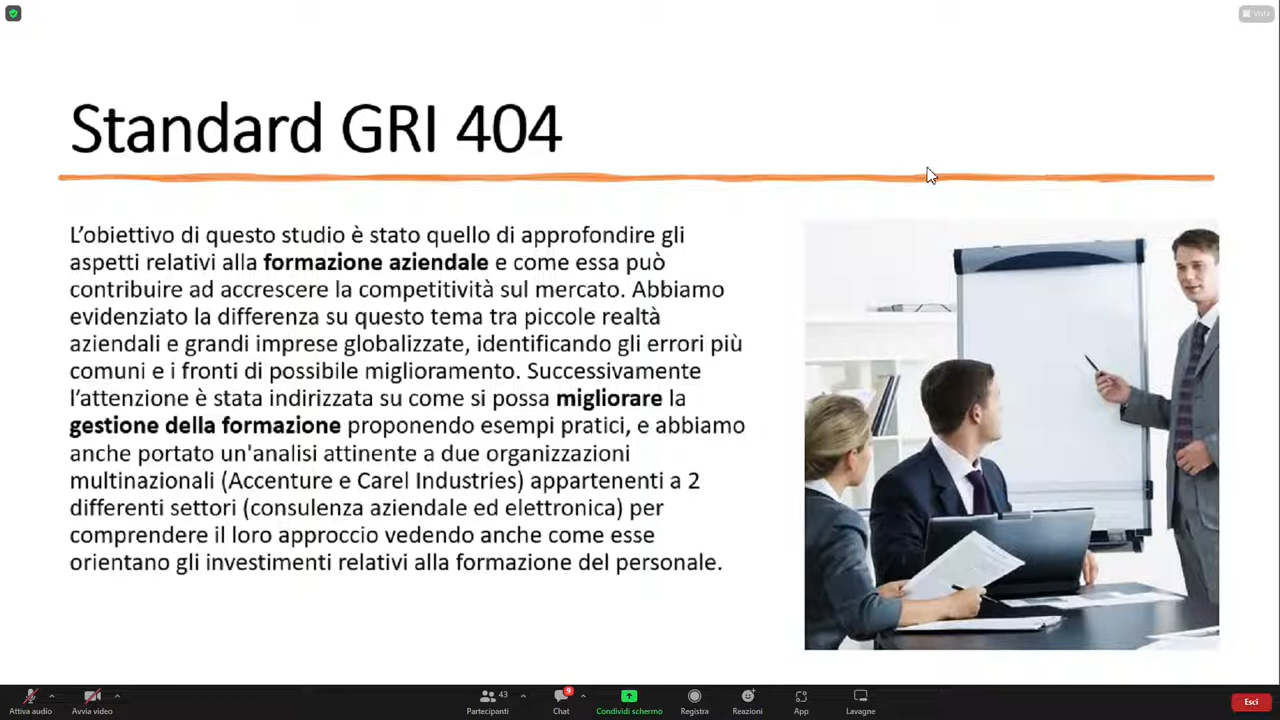 Vista
Standard GRI 404
L'obiettivo di questo studio è stato quello di approfondire gli
aspetti relativi alla formazione aziendale e come essa può
contribuire ad accrescere la competitività sul mercato. Abbiamo
evidenziato la differenza su questo tema tra piccole realtà
aziendali e grandi imprese globalizzate, identificando gli errori più
comuni e i fronti di possibile miglioramento. Successivamente
l'attenzione è stata indirizzata su come si possa migliorare la
gestione della formazione proponendo esempi pratici, e abbiamo
anche portato un'analisi attinente a due organizzazioni
multinazionali (Accenture e Carel Industries) appartenenti a 2
differenti settori (consulenza aziendale ed elettronica) per
comprendere il loro approccio vedendo anche come esse
orientano gli investimenti relativi alla formazione del personale.
43
9
Attiva audio
Avvia video
Partecipanti
Chat
Condividi schermo
Registra
Reazioni
App
Lavagne
Esci